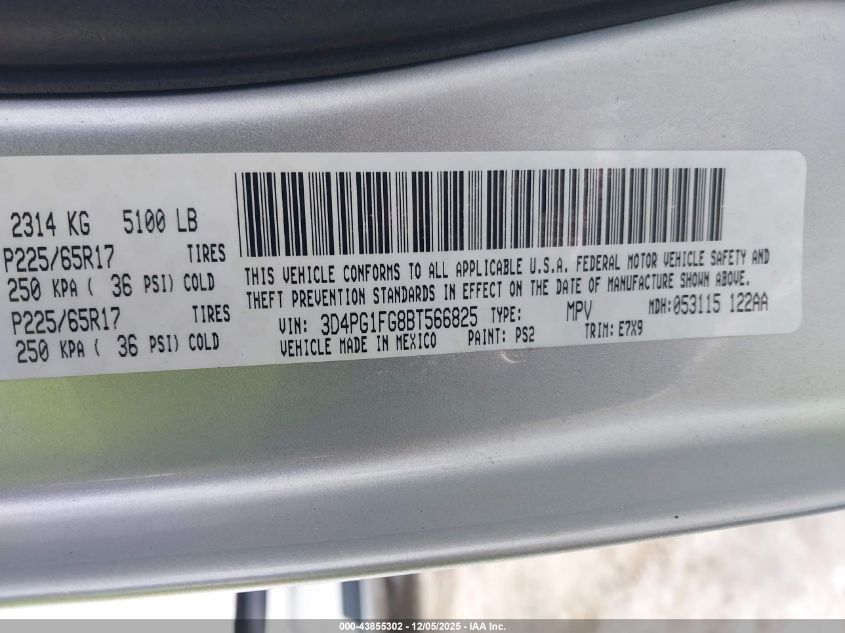 2314 KG 5100 LB
P225/65R17 TIRES
250 KPA ( 36 PSI) COLD
P225/65R17 TIRES
250 KPA ( 36 PSI) COLD
THIS VEHICLE CONFORMS TO ALL APPLICABLE U.S.A. FEDERAL MOTOR VEHICLE SAFETY AND
THEFT PREVENTION STANDARDS IN EFFECT ON THE DATE OF MANUFACTURE SHOWN ABOVE.
VIN: 3D4PG1FG8BT566825 TYPE: MPV MDH:053115 122AA
VEHICLE MADE IN MEXICO PAINT: PS2 TRIM: E7X9
000-43855302 - 12/05/2025 - IAA Inc.